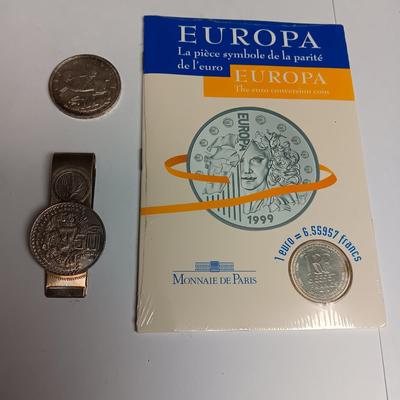 EUROPA
La pièce symbole de la parité
de l'euro
EUROPA
The euro conversion coin
EUROPA
1999
1 euro = 6,55957 francs
MONNAIE DE PARIS